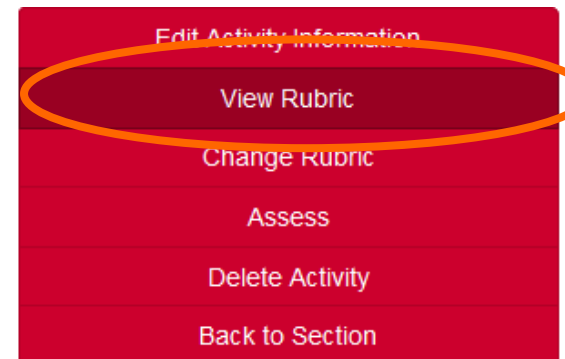 Edit Activity Information
View Rubric
Change Rubric
Assess
Delete Activity
Back to Section